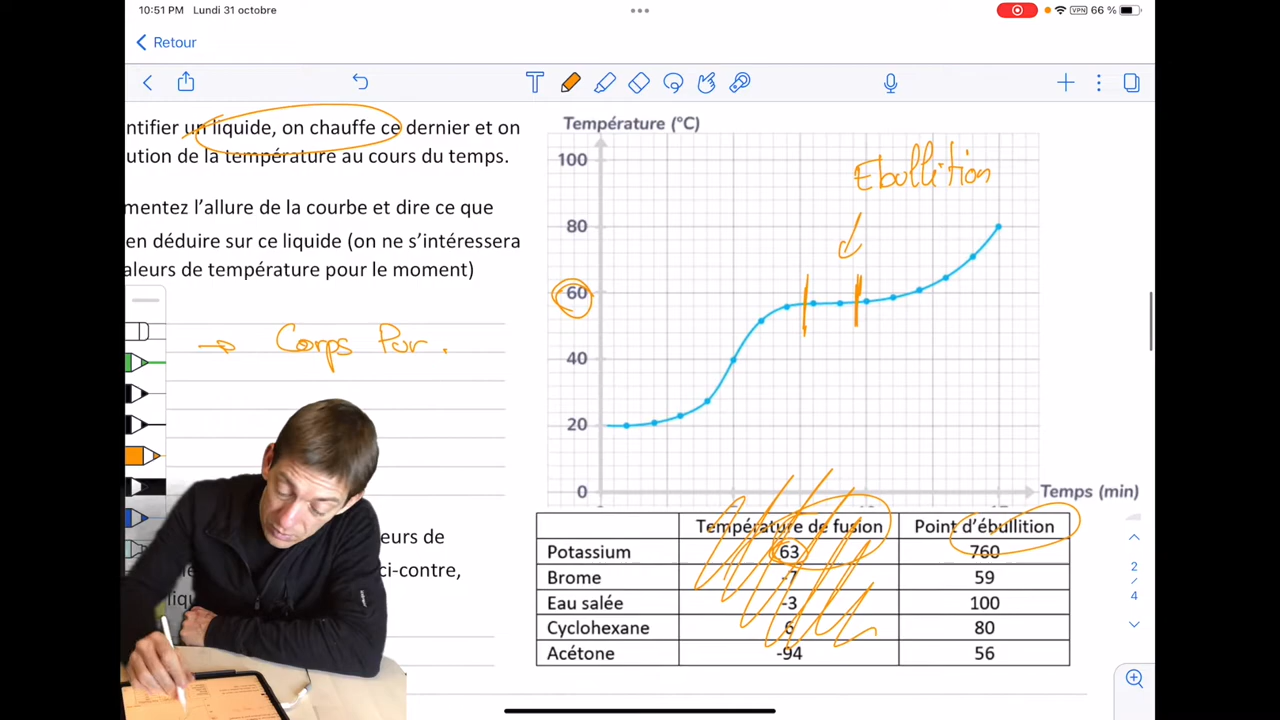 10:51 PM Lundi 31 octobre
66 %
Retour
ntifier un liquide, on chauffe ce dernier et on
ution de la température au cours du temps.
mentez l'allure de la courbe et dire ce que
en déduire sur ce liquide (on ne s'intéressera
aleurs de température pour le moment)
→ Corps Pur.
eurs de
ci-contre,
liqu
Température (°C)
Ebullition
100
80
60
40
20
0
Temps (min)
Température de fusion Point d'ébullition
Potassium 63 760
Brome -7 59
Eau salée -3 100
Cyclohexane 6 80
Acétone -94 56
2
/
4